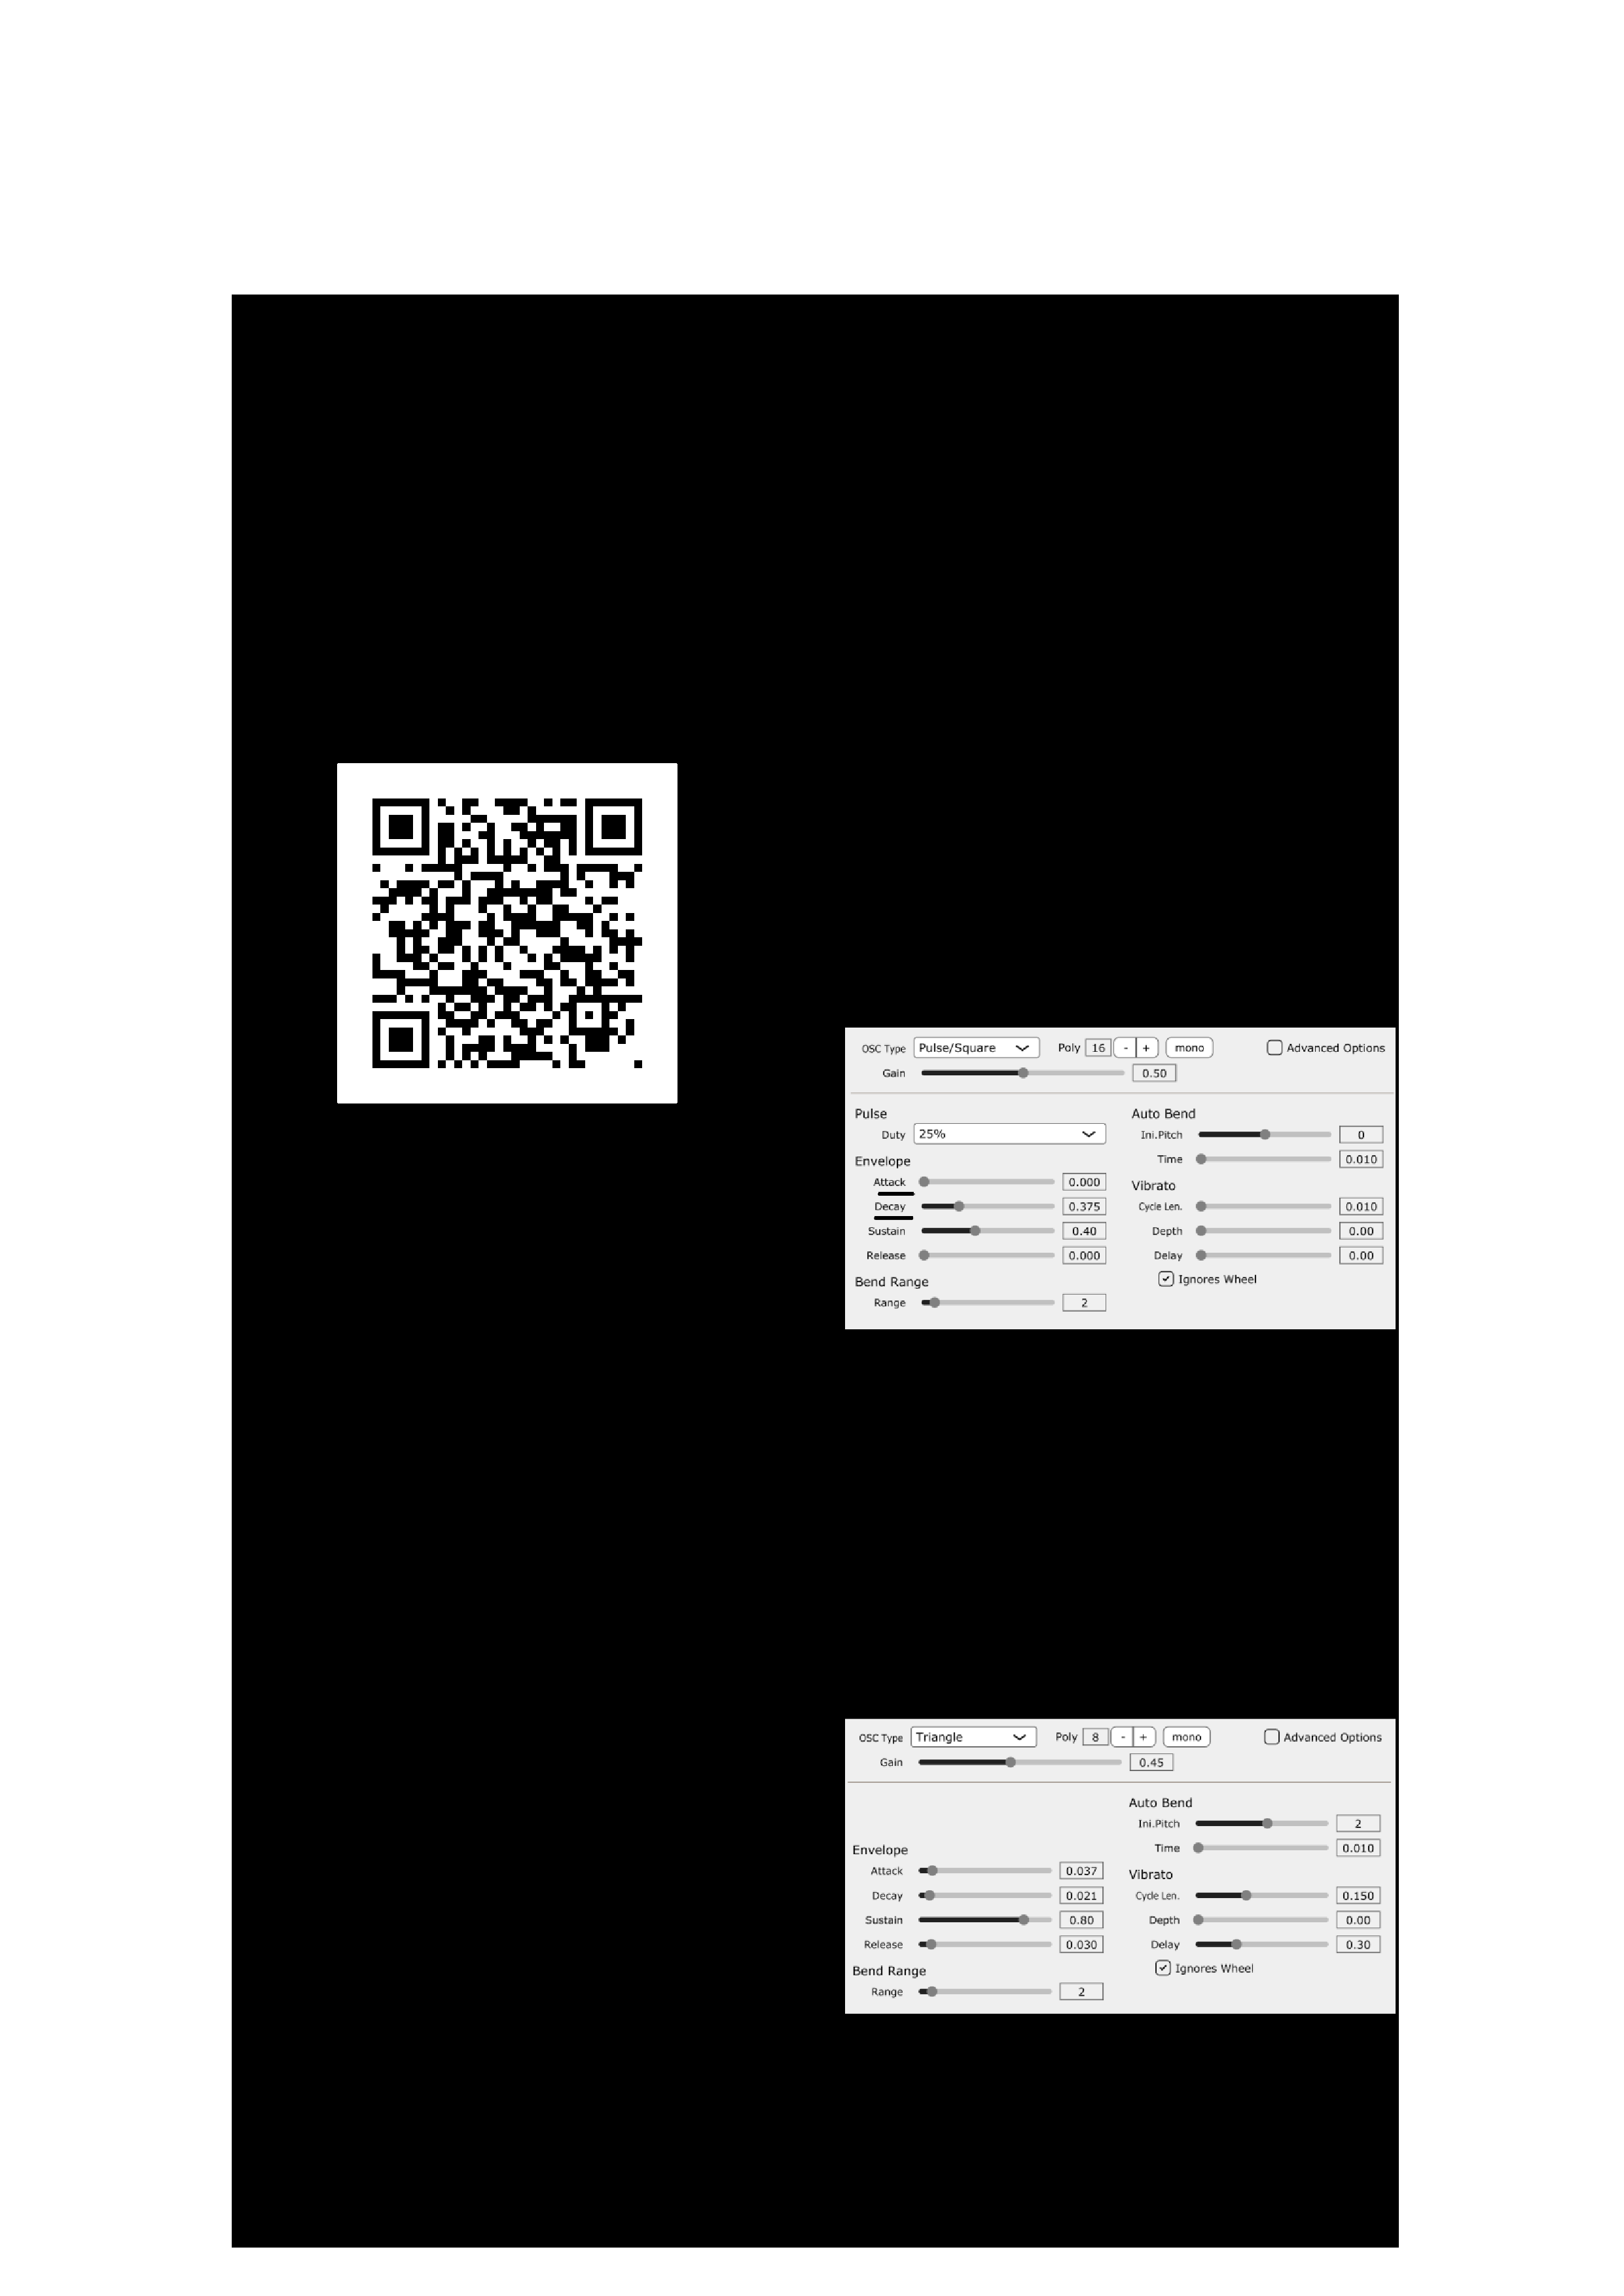 OSC Type Pulse/Square Poly 16 - + mono Advanced Options
Gain 0.50
Pulse Auto Bend
Duty 25% Ini.Pitch 0
Envelope Time 0.010
Attack 0.000 Vibrato
Decay 0.375 Cycle Len. 0.010
Sustain 0.40 Depth 0.00
Release 0.000 Delay 0.00
Bend Range Ignores Wheel
Range 2
OSC Type Triangle Poly 8 - + mono Advanced Options
Gain 0.45
Auto Bend
Ini.Pitch 2
Envelope Time 0.010
Attack 0.037 Vibrato
Decay 0.021 Cycle Len. 0.150
Sustain 0.80 Depth 0.00
Release 0.030 Delay 0.30
Bend Range Ignores Wheel
Range 2